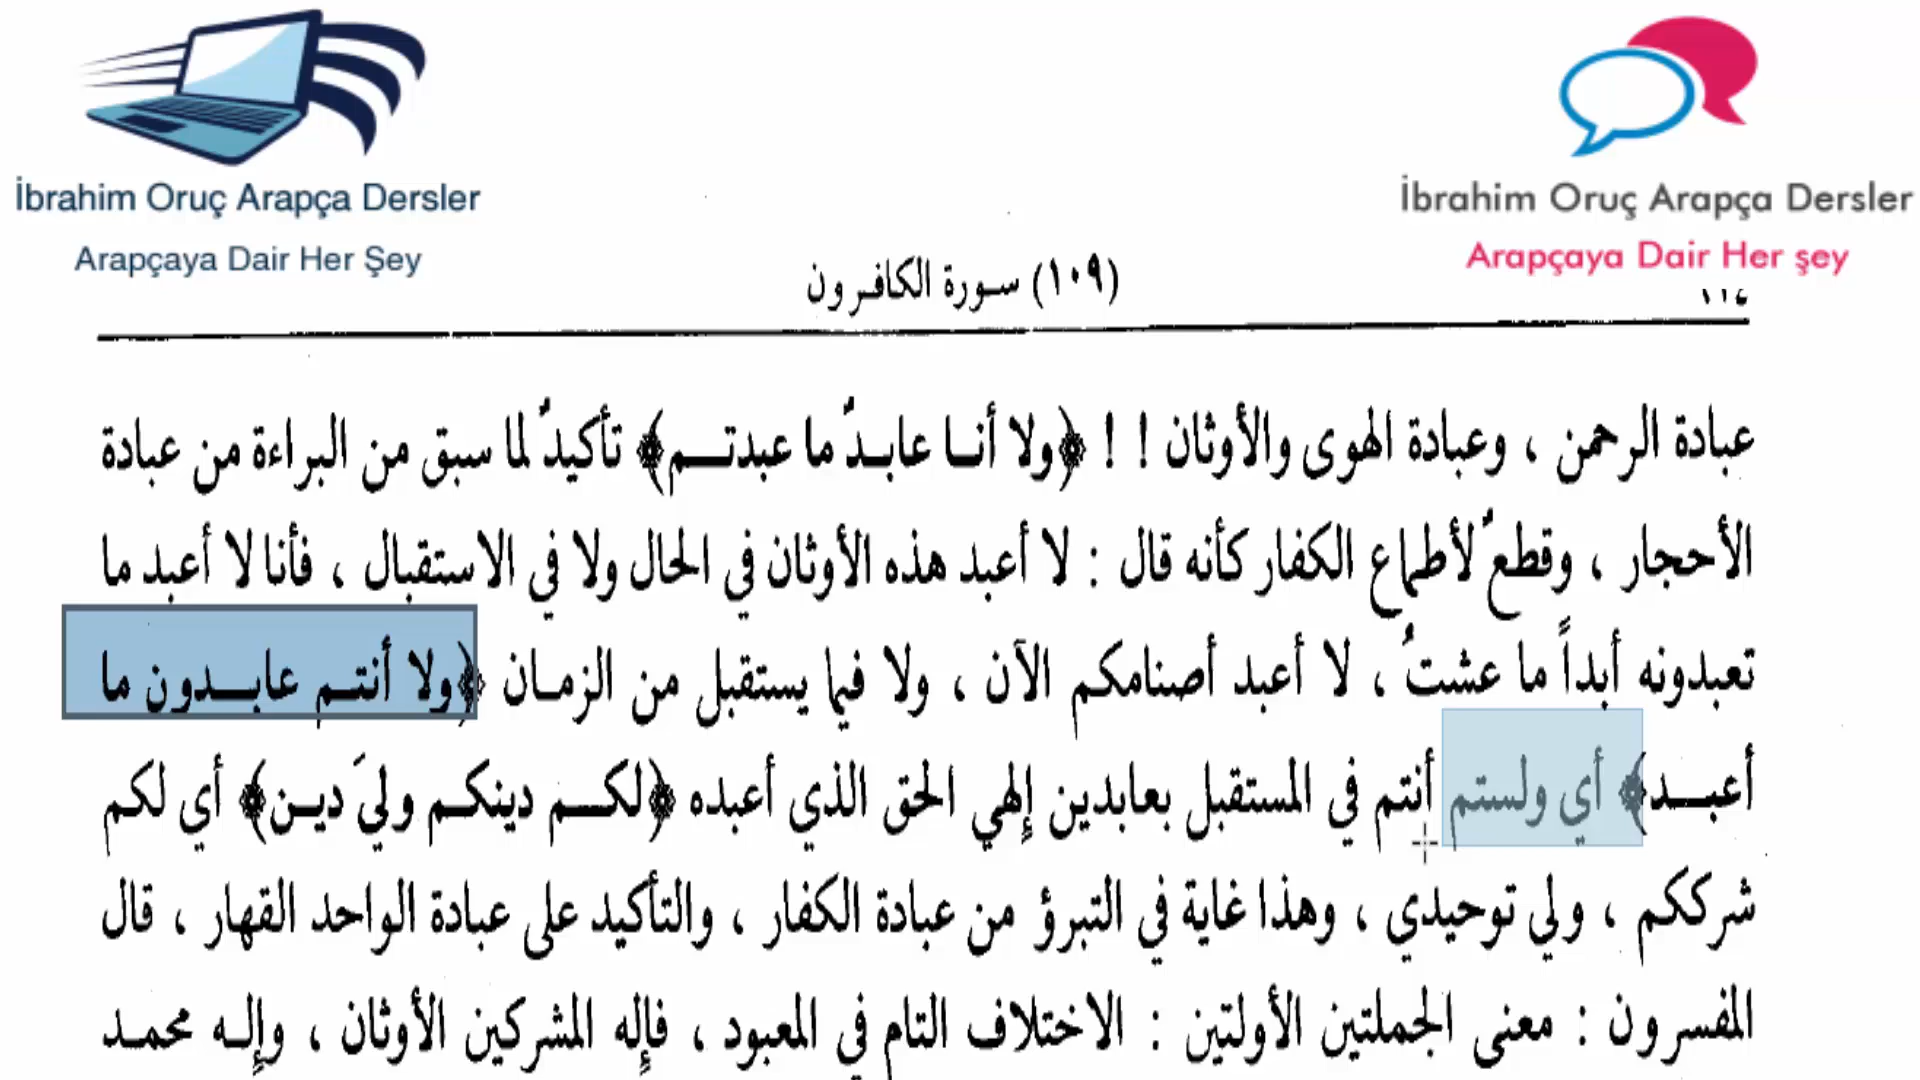 İbrahim Oruç Arapça Dersler
Arapçaya Dair Her Şey
İbrahim Oruç Arapça Dersler
Arapçaya Dair Her şey
(١٠٩) سورة الكافرون
عبادة الرحمن ، وعبادة الهوى والأوثان ! ! ﴿ولا أنا عابدٌ ما عبدتم﴾ تأكيدٌ لما سبق من البراءة من عبادة
الأحجار ، وقطعٌ لأطماع الكفار كأنه قال : لا أعبد هذه الأوثان في الحال ولا في الاستقبال ، فأنا لا أعبد ما
تعبدونه أبداً ما عشتُ ، لا أعبد أصنامكم الآن ، ولا فيما يستقبل من الزمان ﴿ولا أنتم عابدون ما
أعبد﴾ أي ولستم أنتم في المستقبل بعابدين إلهي الحق الذي أعبده ﴿لكم دينكم وليَ دين﴾ أي لكم
شرككم ، ولي توحيدي ، وهذا غاية في التبرؤ من عبادة الكفار ، والتأكيد على عبادة الواحد القهار ، قال
المفسرون : معنى الجملتين الأولتين : الاختلاف التام في المعبود ، فإله المشركين الأوثان ، وإله محمد